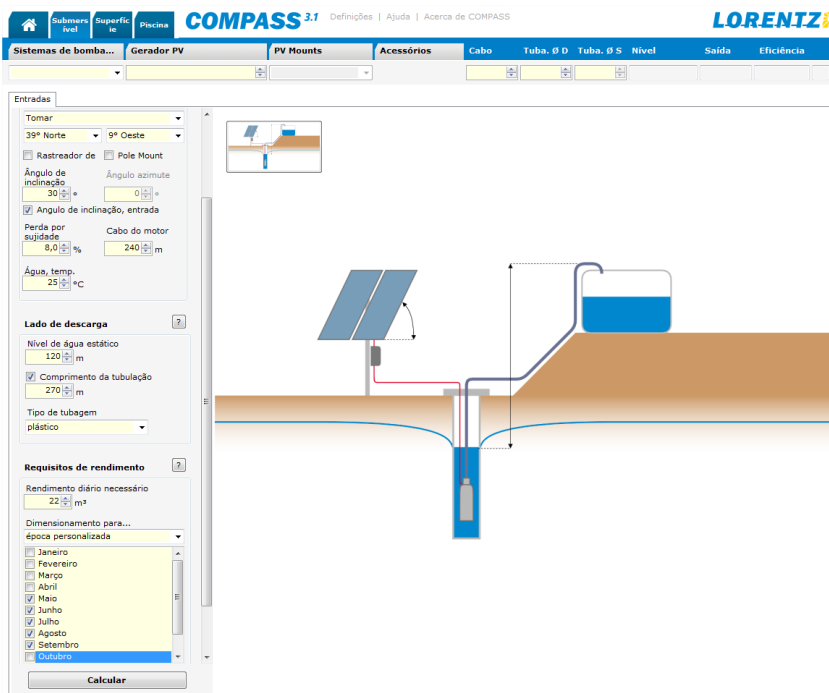 Submers
ível
Superfic
ie
Piscina
COMPASS 3.1
Definições | Ajuda | Acerca de COMPASS
LORENTZ
Sistemas de bomba...
Gerador PV
PV Mounts
Acessórios
Cabo
Tuba. Ø D
Tuba. Ø S
Nível
Saída
Eficiência
Entradas
Tomar
39° Norte
9° Oeste
Rastreador de
Pole Mount
Ângulo de
inclinação
Ângulo azimute
30 °
0 °
Angulo de inclinação, entrada
Perda por
sujidade
Cabo do motor
8,0 %
240 m
Água, temp.
25 °C
Lado de descarga
?
Nível de água estático
120 m
Comprimento da tubulação
270 m
Tipo de tubagem
plástico
Requisitos de rendimento
?
Rendimento diário necessário
22 m³
Dimensionamento para...
época personalizada
Janeiro
Fevereiro
Março
Abril
Maio
Junho
Julho
Agosto
Setembro
Outubro
Calcular